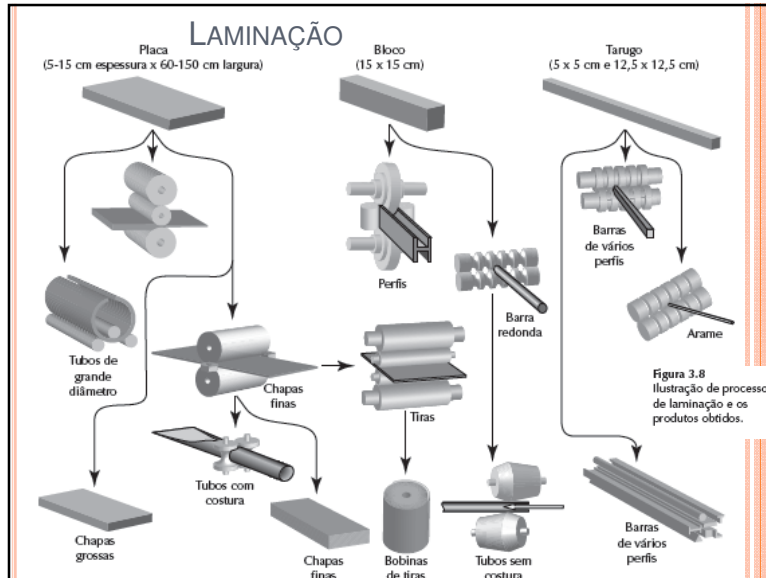 LAMINAÇÃO
Placa
(5-15 cm espessura x 60-150 cm largura)
Bloco
(15 x 15 cm)
Tarugo
(5 x 5 cm e 12,5 x 12,5 cm)
Tubos de
grande
diâmetro
Chapas
finas
Perfis
Barra
redonda
Barras
de vários
perfis
Arame
Tiras
Figura 3.8
Ilustração de processo
de laminação e os
produtos obtidos.
Tubos com
costura
Chapas
grossas
Chapas
finas
Bobinas
de tiras
Tubos sem
costura
Barras
de vários
perfis